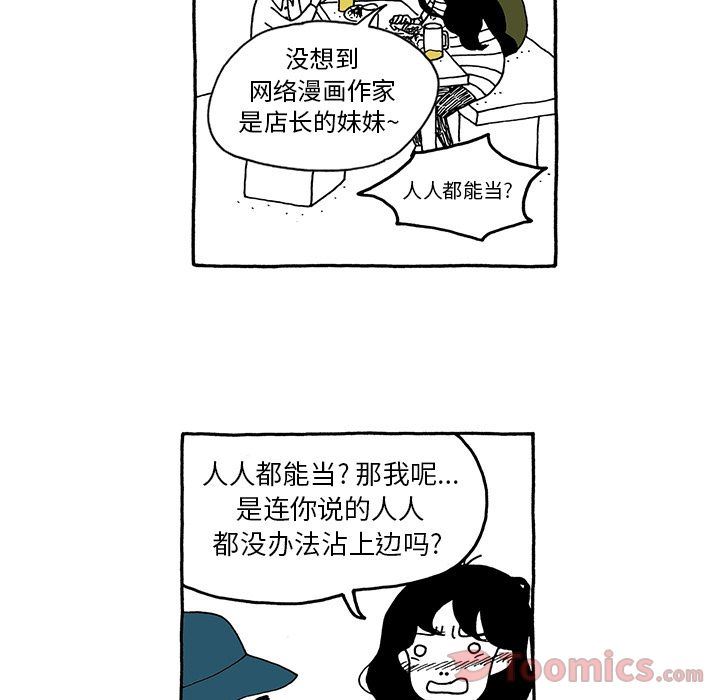 没想到
网络漫画作家
是店长的妹妹~
人人都能当?
人人都能当? 那我呢...
是连你说的人人
都没办法沾上边吗?
Toomics.com